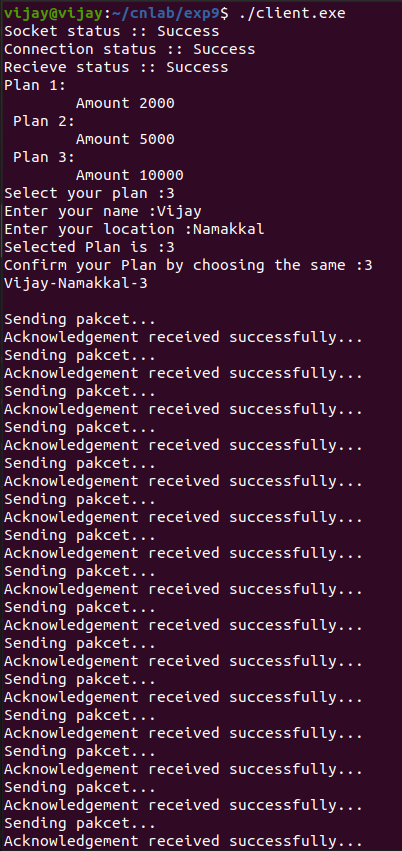 vijay@vijay:~/cnlab/exp9$ ./client.exe
Socket status :: Success
Connection status :: Success
Recieve status :: Success
Plan 1:
        Amount 2000
 Plan 2:
        Amount 5000
 Plan 3:
        Amount 10000
Select your plan :3
Enter your name :Vijay
Enter your location :Namakkal
Selected Plan is :3
Confirm your Plan by choosing the same :3
Vijay-Namakkal-3

Sending pakcet...
Acknowledgement received successfully...
Sending pakcet...
Acknowledgement received successfully...
Sending pakcet...
Acknowledgement received successfully...
Sending pakcet...
Acknowledgement received successfully...
Sending pakcet...
Acknowledgement received successfully...
Sending pakcet...
Acknowledgement received successfully...
Sending pakcet...
Acknowledgement received successfully...
Sending pakcet...
Acknowledgement received successfully...
Sending pakcet...
Acknowledgement received successfully...
Sending pakcet...
Acknowledgement received successfully...
Sending pakcet...
Acknowledgement received successfully...
Sending pakcet...
Acknowledgement received successfully...
Sending pakcet...
Acknowledgement received successfully...
Sending pakcet...
Acknowledgement received successfully...
Sending pakcet...
Acknowledgement received successfully...